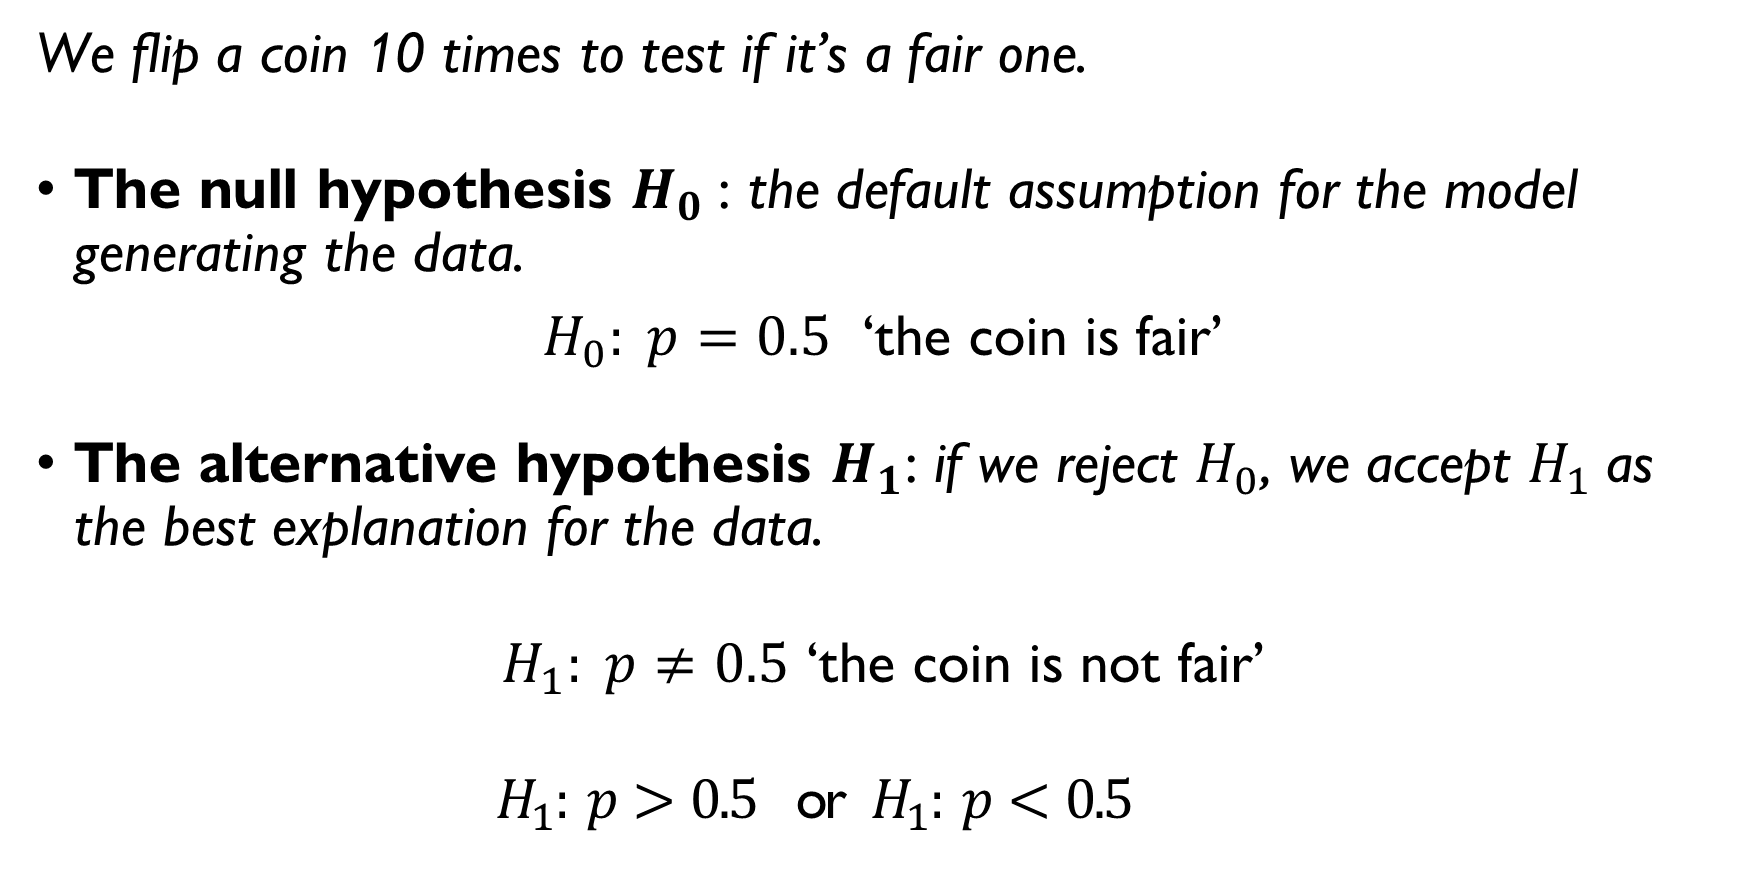 We flip a coin 10 times to test if it’s a fair one.
• The null hypothesis H₀ : the default assumption for the model
generating the data.
H₀: p = 0.5 ‘the coin is fair’
• The alternative hypothesis H₁: if we reject H₀, we accept H₁ as
the best explanation for the data.
H₁: p ≠ 0.5 ‘the coin is not fair’
H₁: p > 0.5 or H₁: p < 0.5